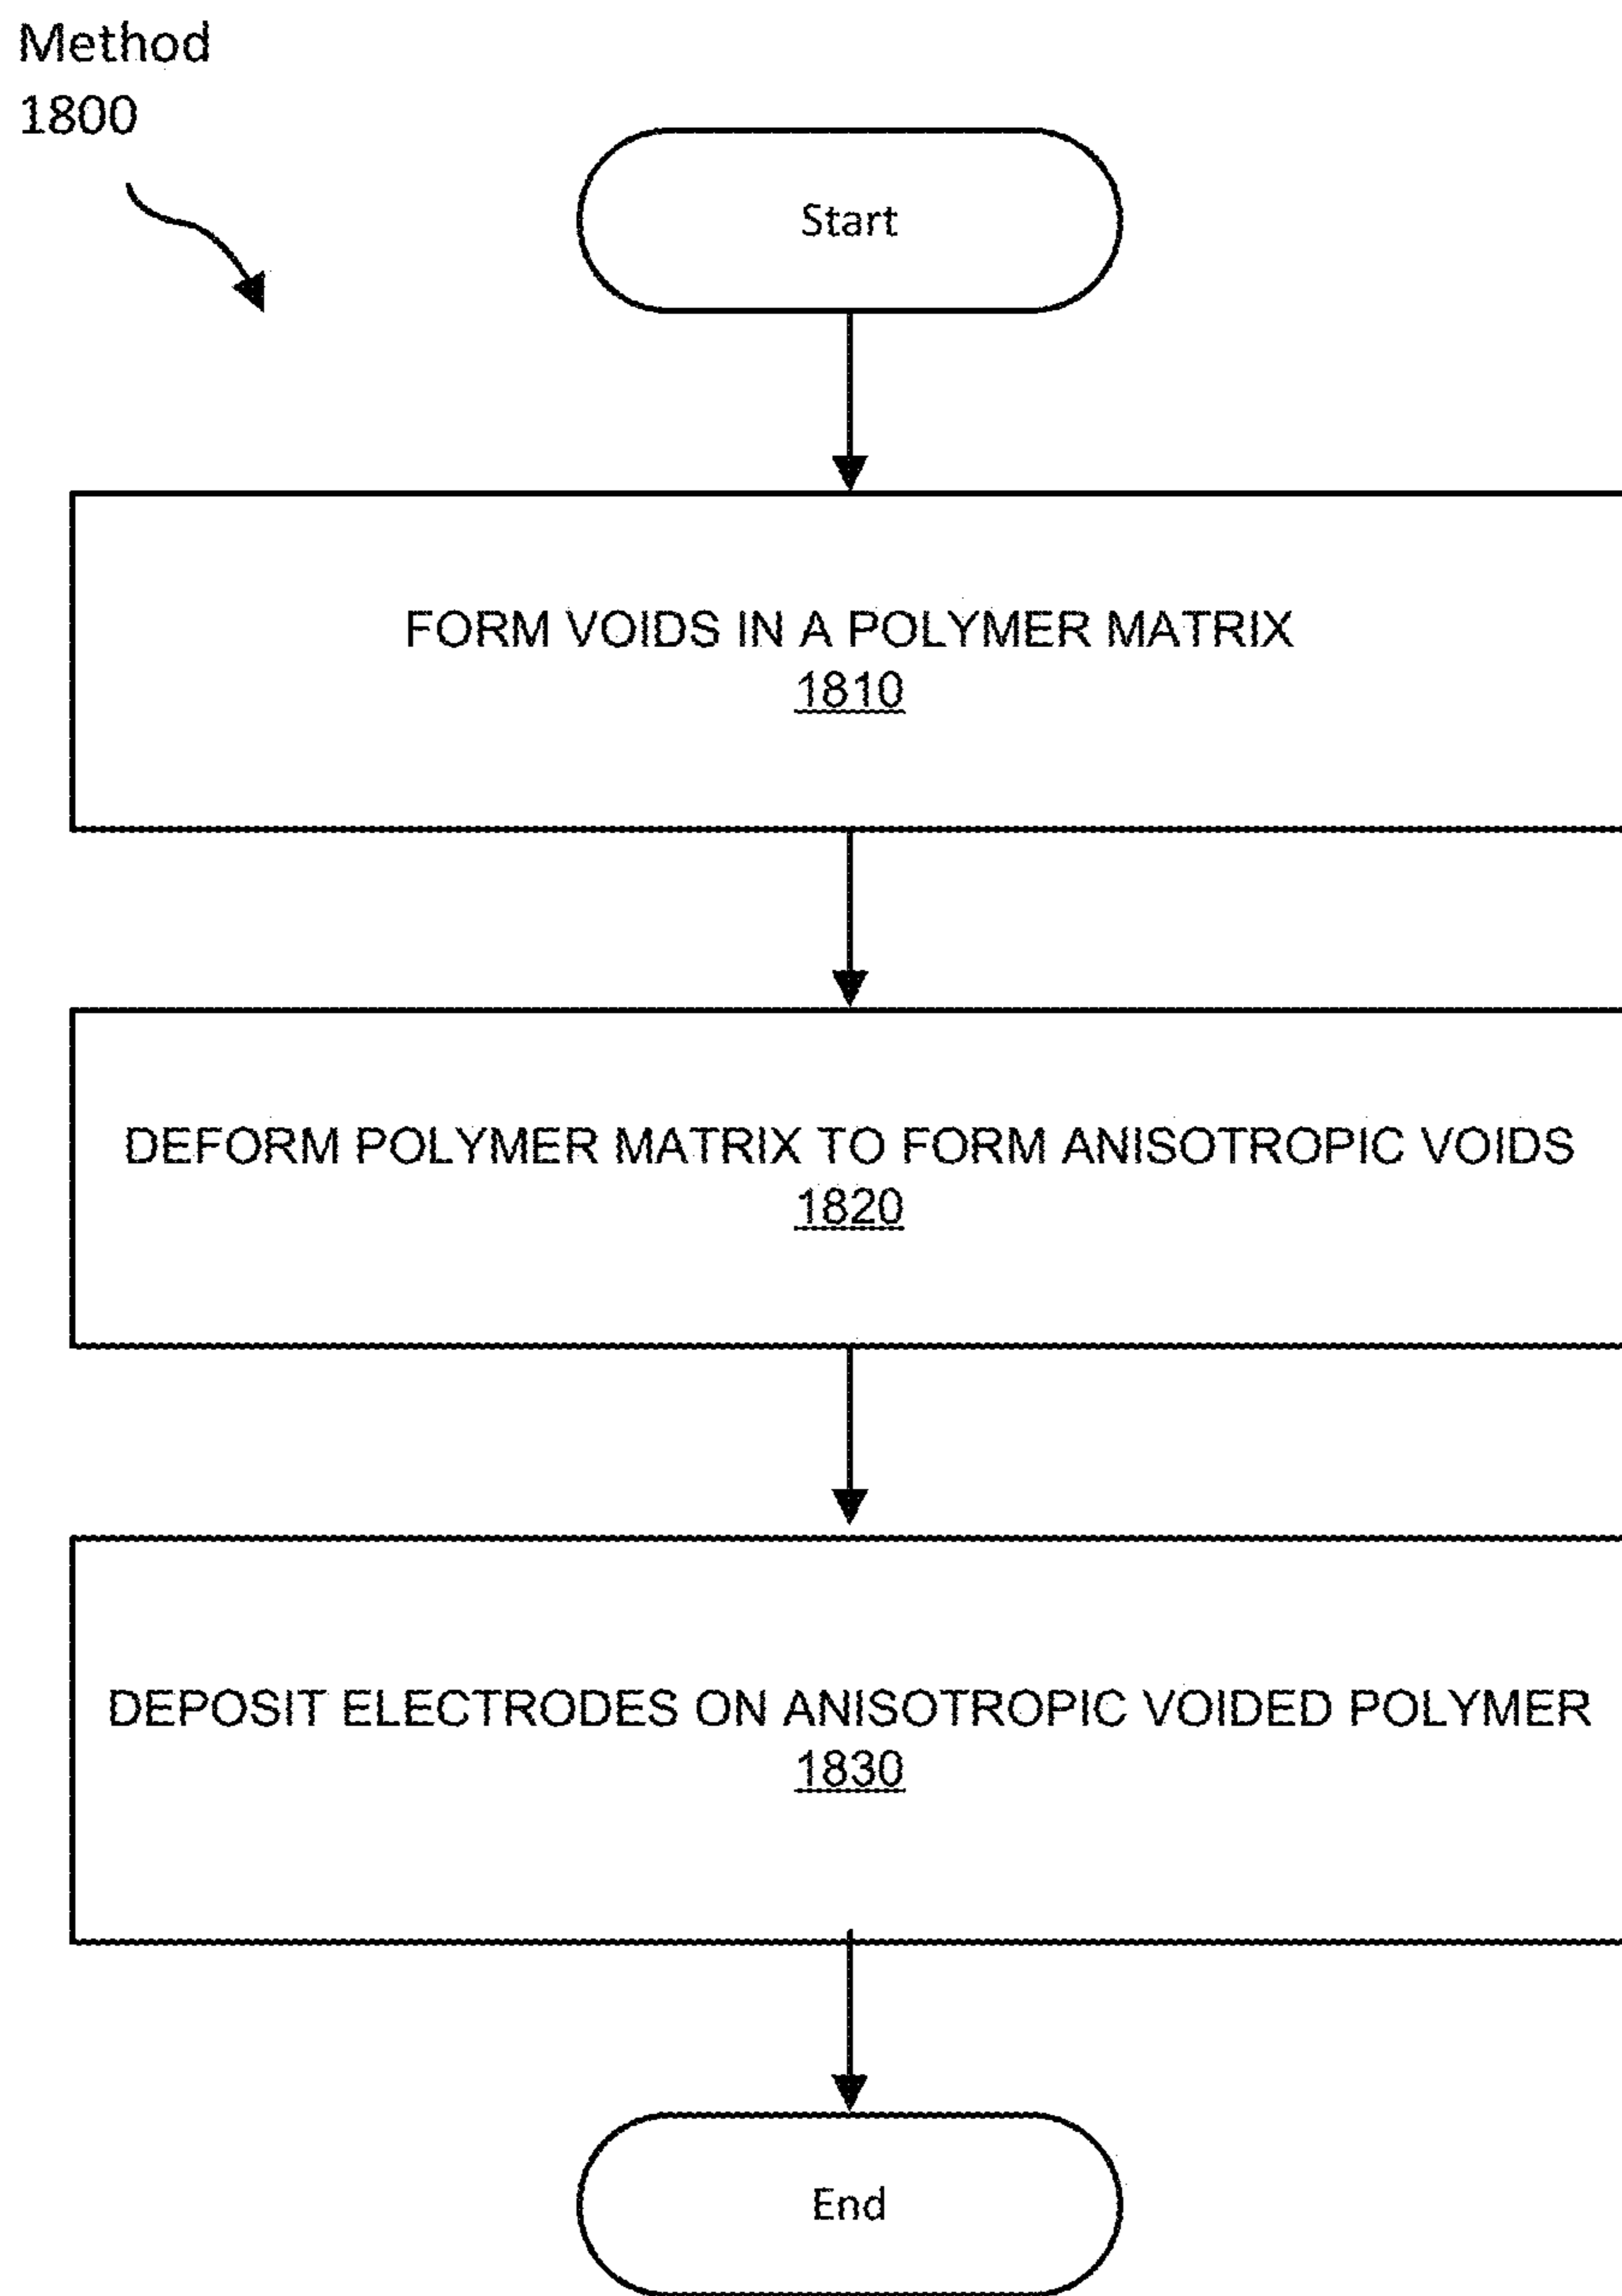 Method
1800
Start
FORM VOIDS IN A POLYMER MATRIX
1810
DEFORM POLYMER MATRIX TO FORM ANISOTROPIC VOIDS
1820
DEPOSIT ELECTRODES ON ANISOTROPIC VOIDED POLYMER
1830
End